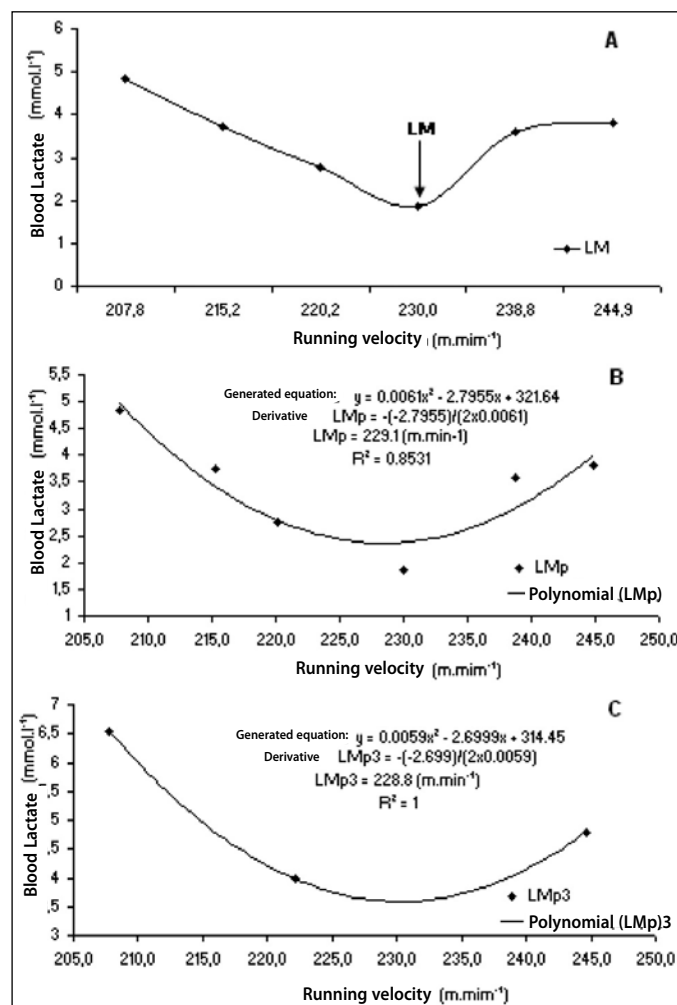 A
Blood Lactate (mmol.l⁻¹)
6
5
4
3
2
1
0
LM
LM
207,8 215,2 220,2 230,0 238,8 244,9
Running velocity (m.mim⁻¹)
B
Blood Lactate (mmol.l⁻¹)
5,5
5
4,5
4
3,5
3
2,5
2
1,5
1
Generated equation: y = 0.0061x² - 2.7955x + 321.64
Derivative LMp = -(-2.7955)/(2x0.0061)
LMp = 229.1 (m.min-1)
R² = 0.8531
LMp
Polynomial (LMp)
205,0 210,0 215,0 220,0 225,0 230,0 235,0 240,0 245,0 250,0
Running velocity (m.mim⁻¹)
C
Blood Lactate (mmol.l⁻¹)
7
6,5
6
,5
5
,5
4
,5
3
Generated equation: y = 0.0059x² - 2.6999x + 314.45
Derivative LMp3 = -(-2.699)/(2x0.0059)
LMp3 = 228.8 (m.min⁻¹)
R² = 1
LMp3
Polynomial (LMp)3
205,0 210,0 215,0 220,0 225,0 230,0 235,0 240,0 245,0 250,0
Running velocity (m.mim⁻¹)